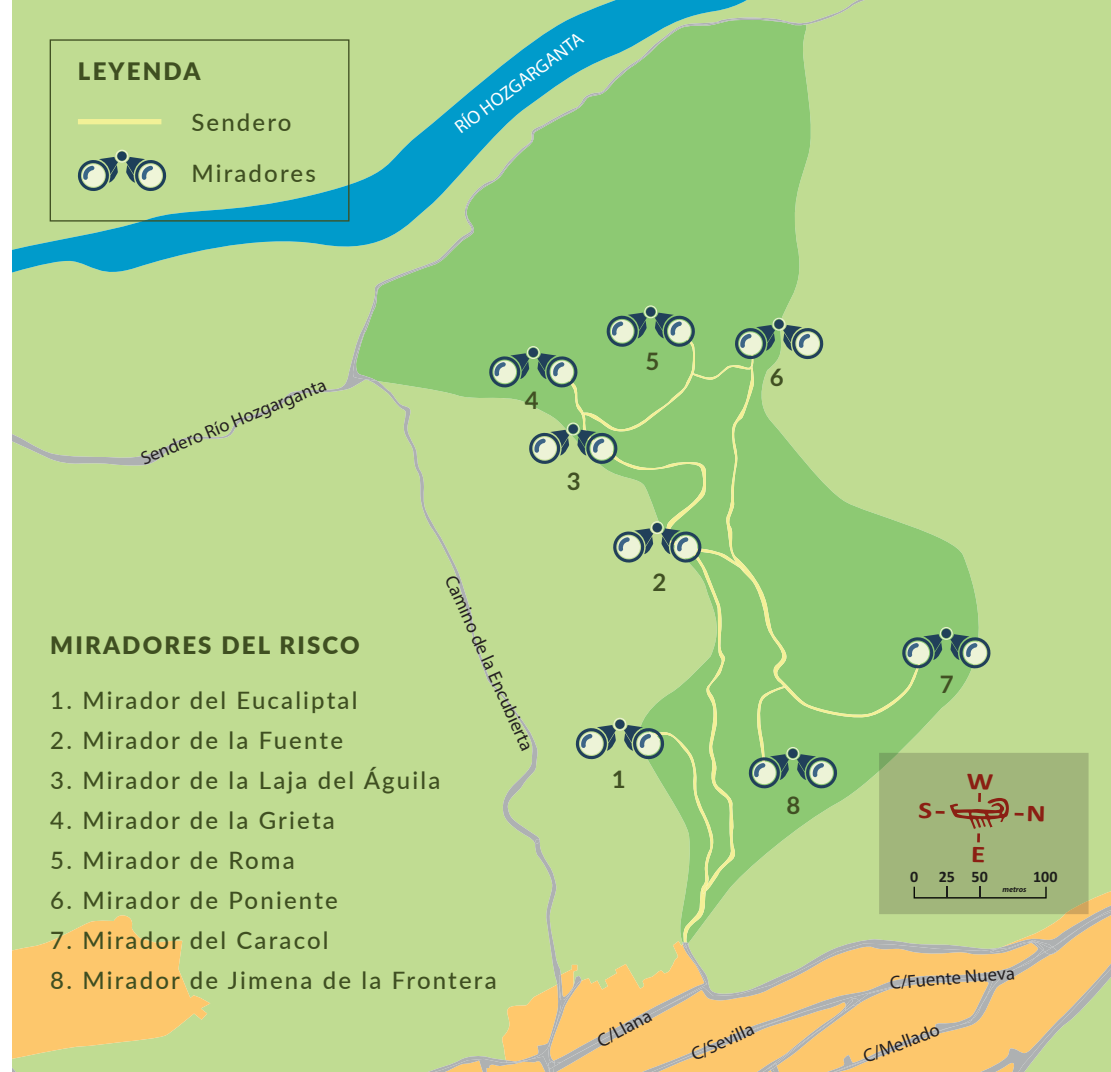 LEYENDA
Sendero
Miradores
RÍO HOZGARGANTA
5
6
4
3
Sendero Río Hozgarganta
2
Camino de la Encubierta
7
1
8
MIRADORES DEL RISCO
1. Mirador del Eucaliptal
2. Mirador de la Fuente
3. Mirador de la Laja del Águila
4. Mirador de la Grieta
5. Mirador de Roma
6. Mirador de Poniente
7. Mirador del Caracol
8. Mirador de Jimena de la Frontera
W
S N
E
0 25 50 100
metros
C/Fuente Nueva
C/Llana
C/Sevilla
C/Mellado